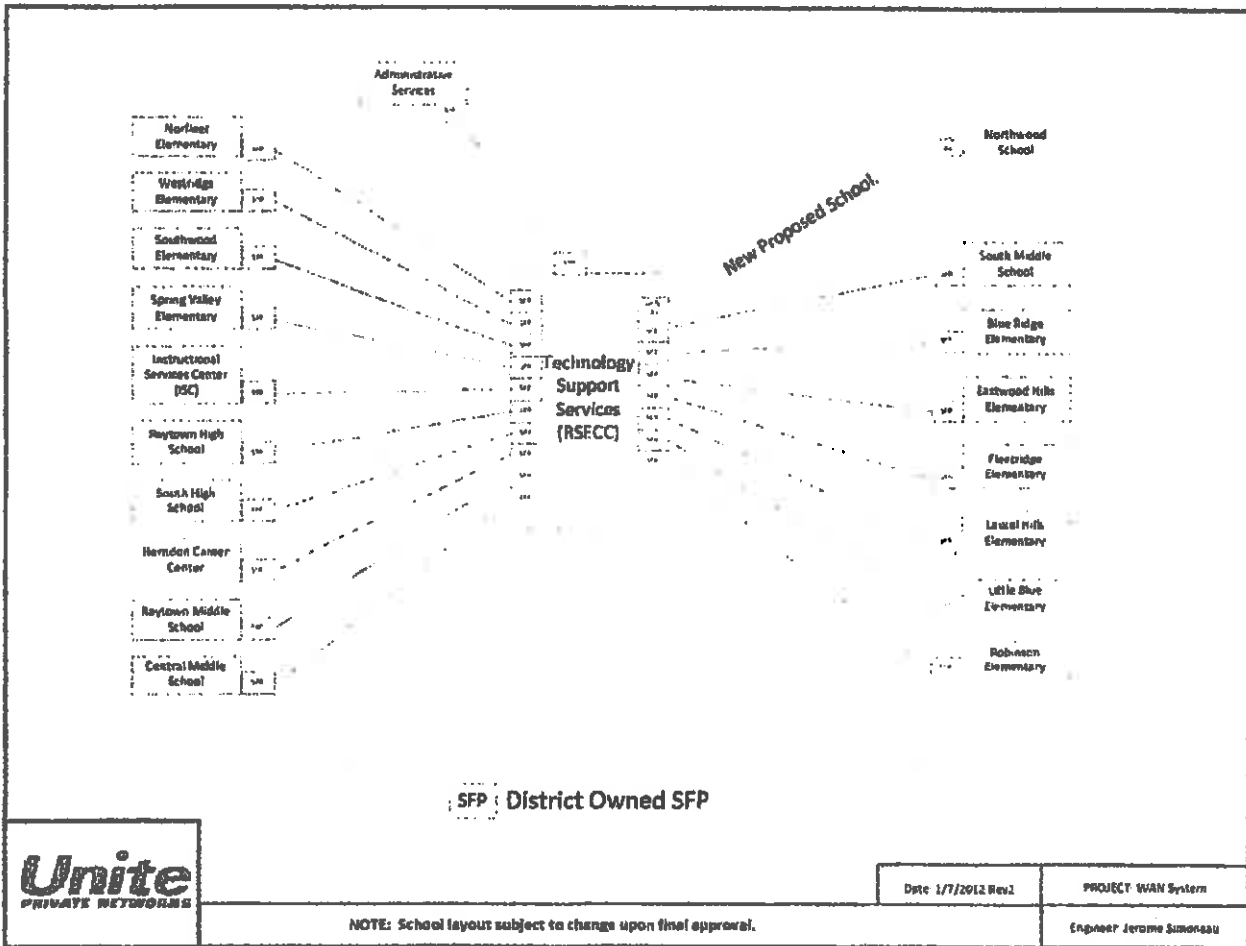 Administrative
Services
Norfleet
Elementary
Westridge
Elementary
Southwood
Elementary
Spring Valley
Elementary
Instructional
Services Center
(ISC)
Raytown High
School
South High
School
Herndon Career
Center
Raytown Middle
School
Central Middle
School
Technology
Support
Services
(RSECC)
New Proposed School.
Northwood
School
South Middle
School
Blue Ridge
Elementary
Eastwood Hills
Elementary
Fleetridge
Elementary
Laurel Hills
Elementary
Little Blue
Elementary
Robinson
Elementary
SFP District Owned SFP
Unite
PRIVATE NETWORKS
Date: 1/7/2012 Rev2
PROJECT: WAN System
NOTE: School layout subject to change upon final approval.
Engineer Jerome Simoneau